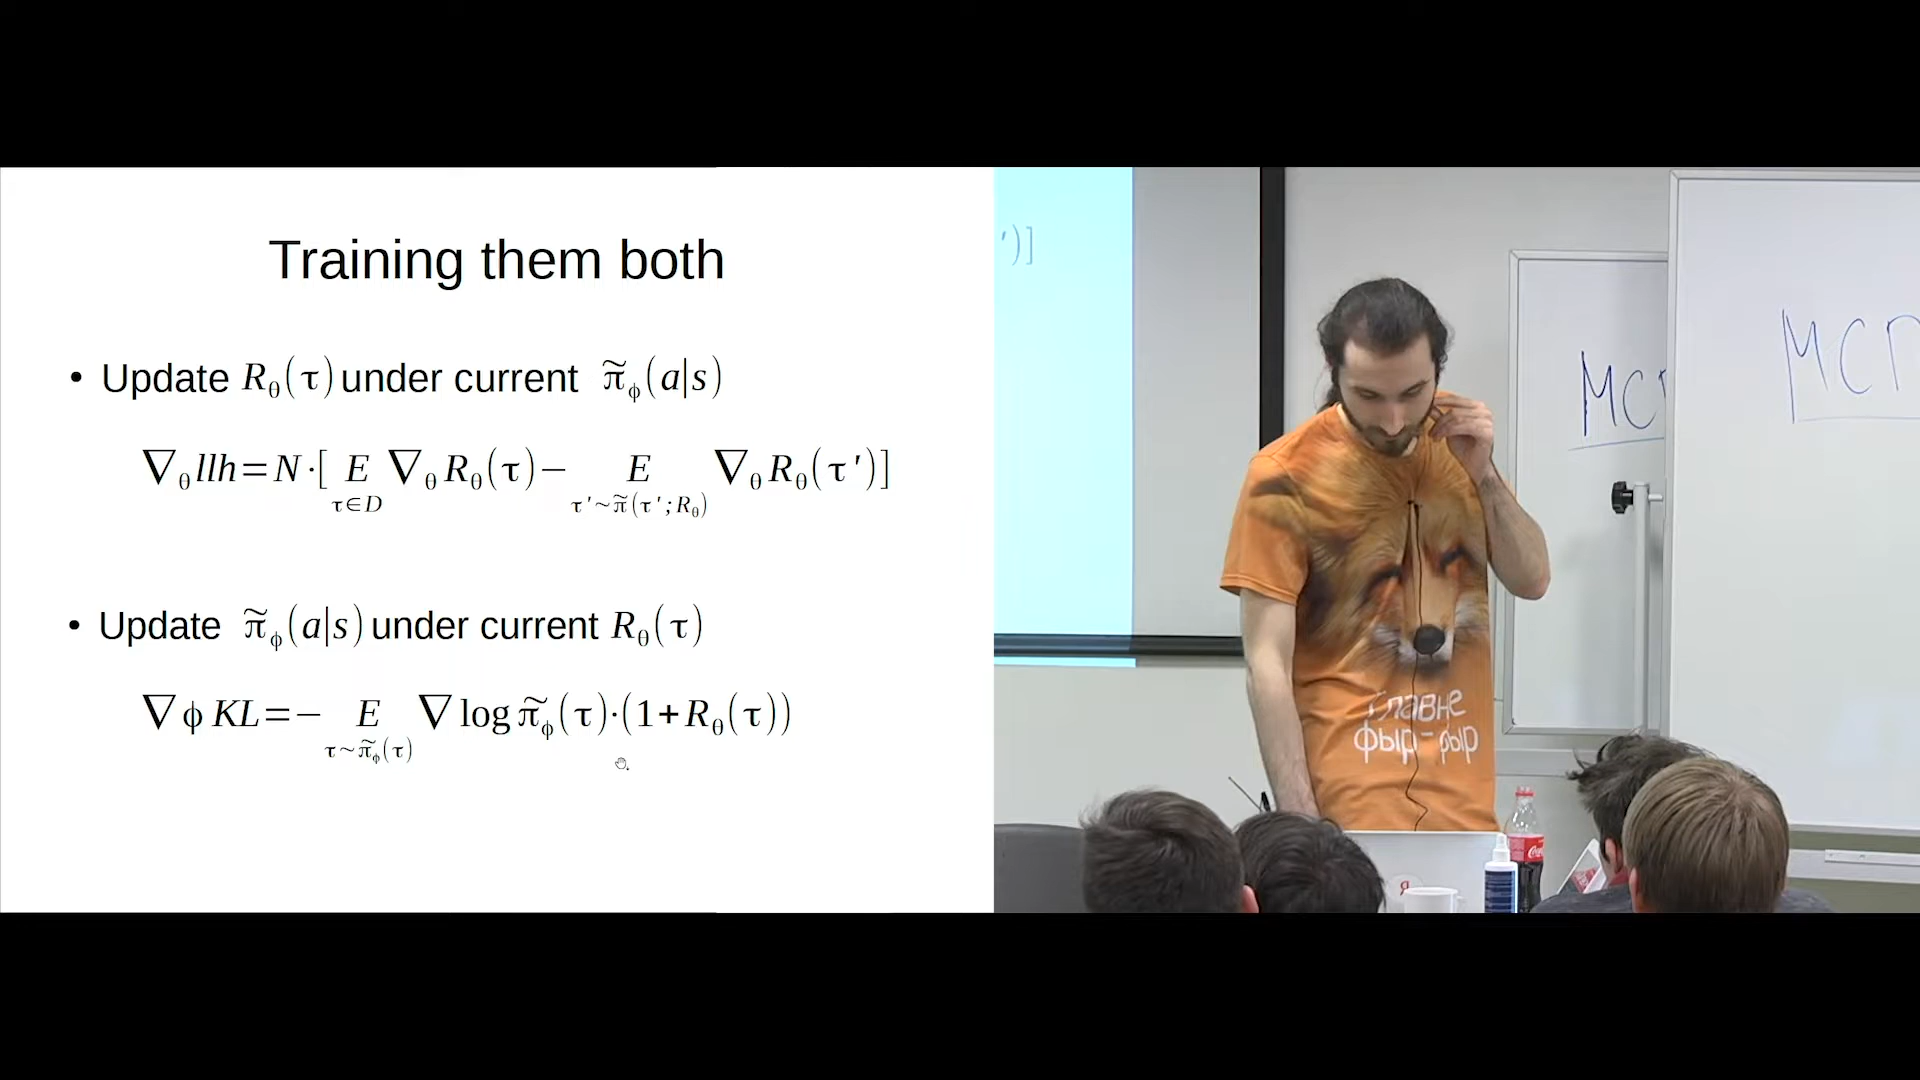 Training them both
• Update R_θ(τ) under current π̃_ϕ(a|s)
∇_θ llh=N·[ E_{τ∈D} ∇_θ R_θ(τ)− E_{τ'~π̃(τ';R_θ)} ∇_θ R_θ(τ')]
• Update π̃_ϕ(a|s) under current R_θ(τ)
∇ϕ KL=− E_{τ~π̃_ϕ(τ)} ∇ log π̃_ϕ(τ)·(1+R_θ(τ))
')]
МС
МСП
Главне
фыр-фыр
Я